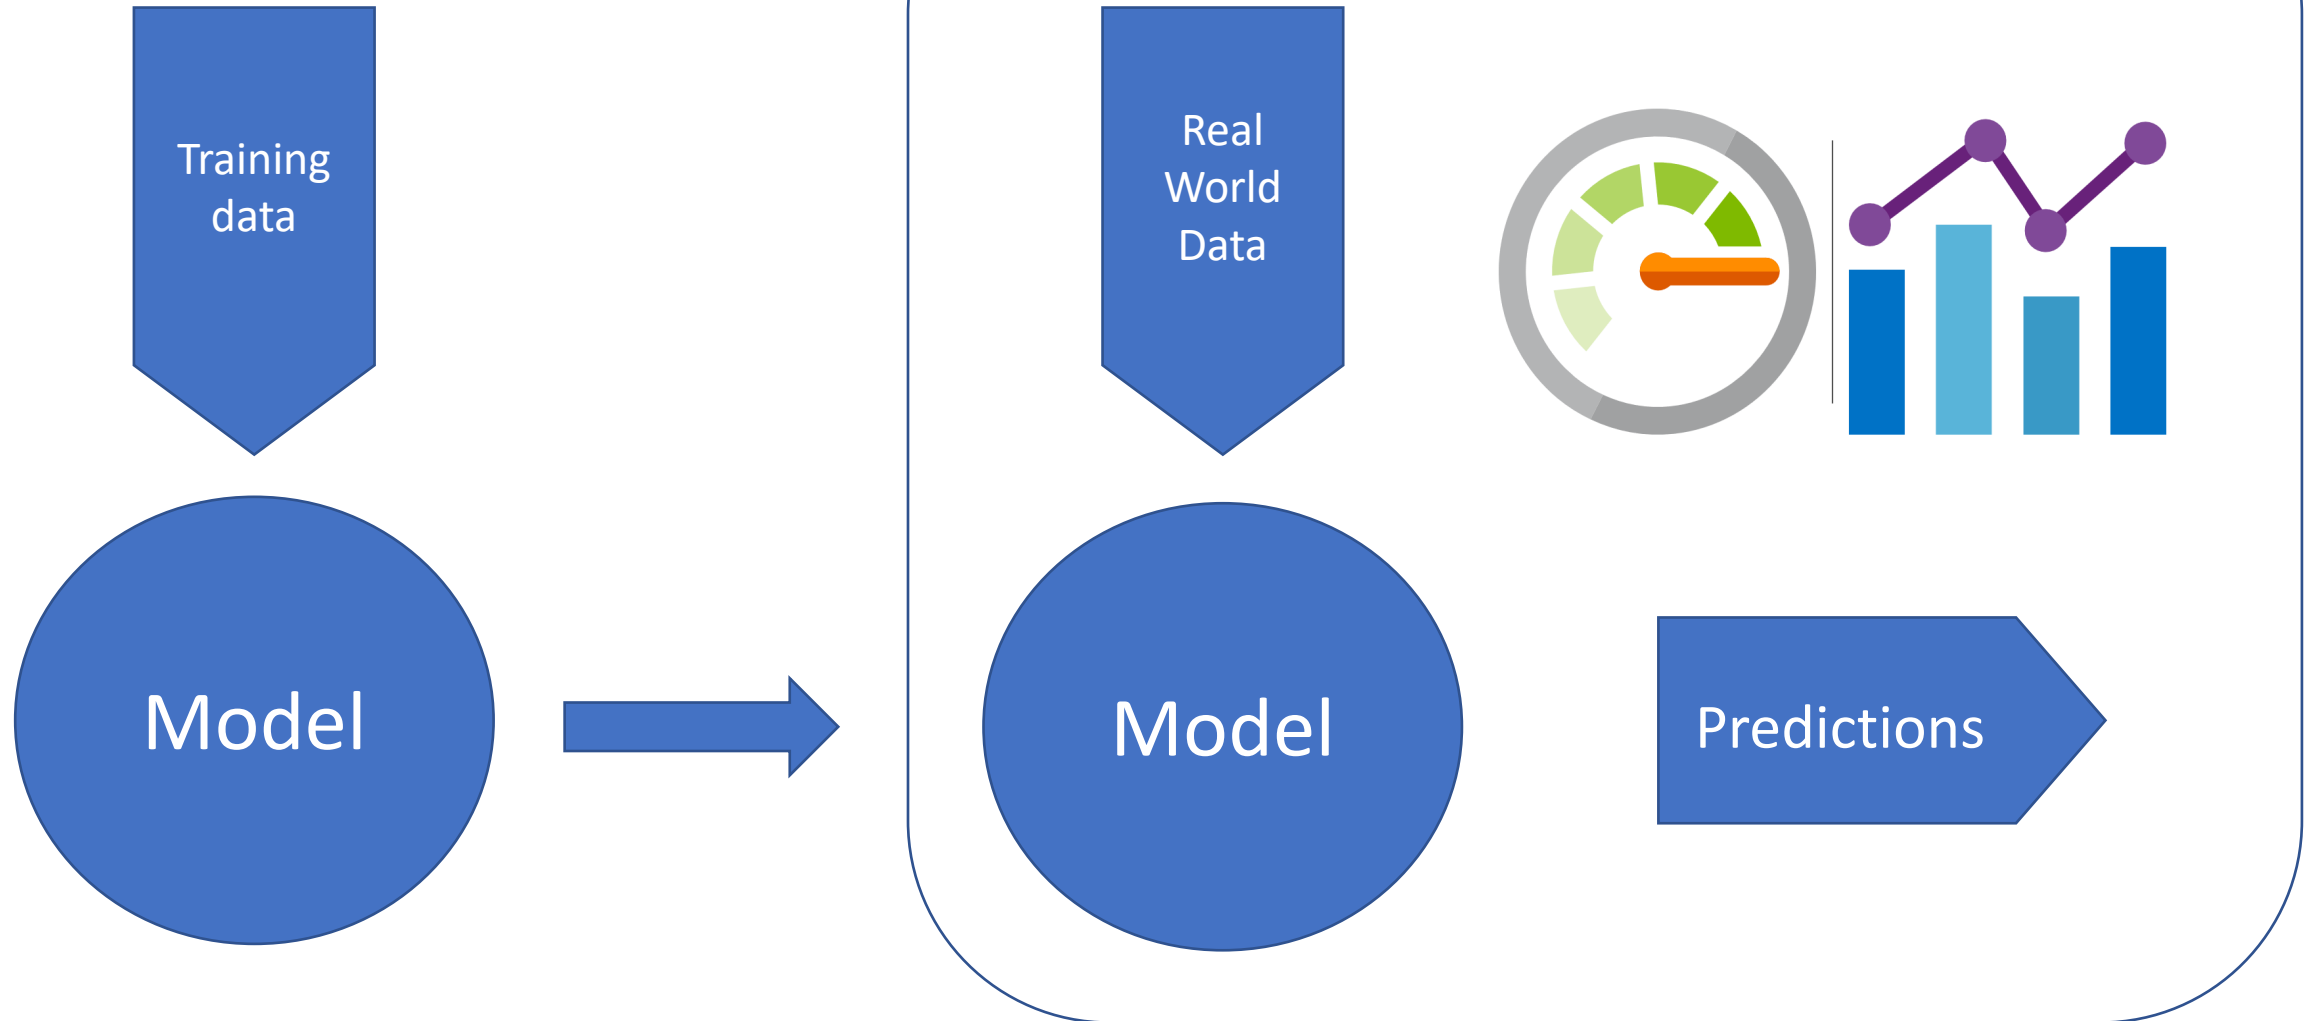 Training
data
Real
World
Data
Model
Model
Predictions